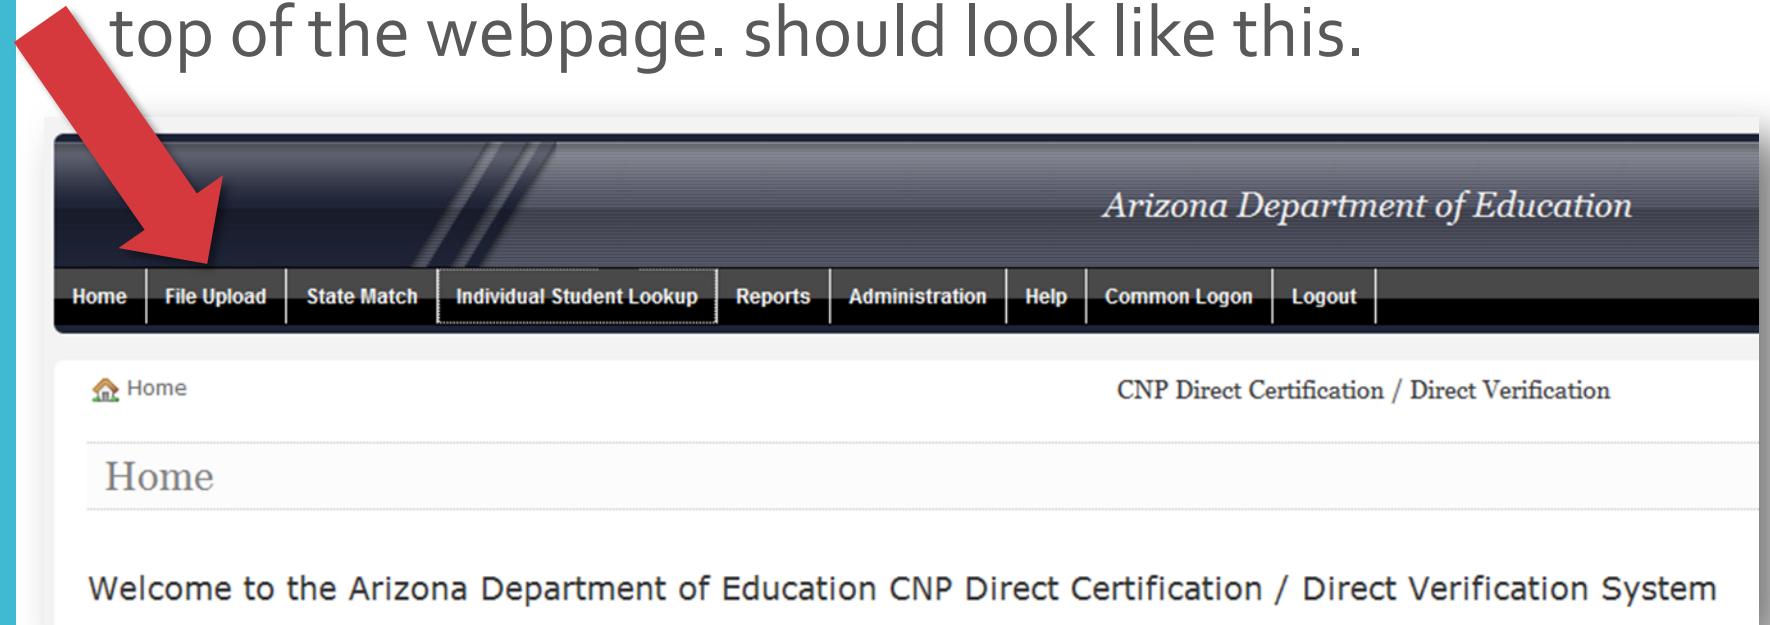 top of the webpage. should look like this.
Arizona Department of Education
Home File Upload State Match Individual Student Lookup Reports Administration Help Common Logon Logout
Home CNP Direct Certification / Direct Verification
Home
Welcome to the Arizona Department of Education CNP Direct Certification / Direct Verification System